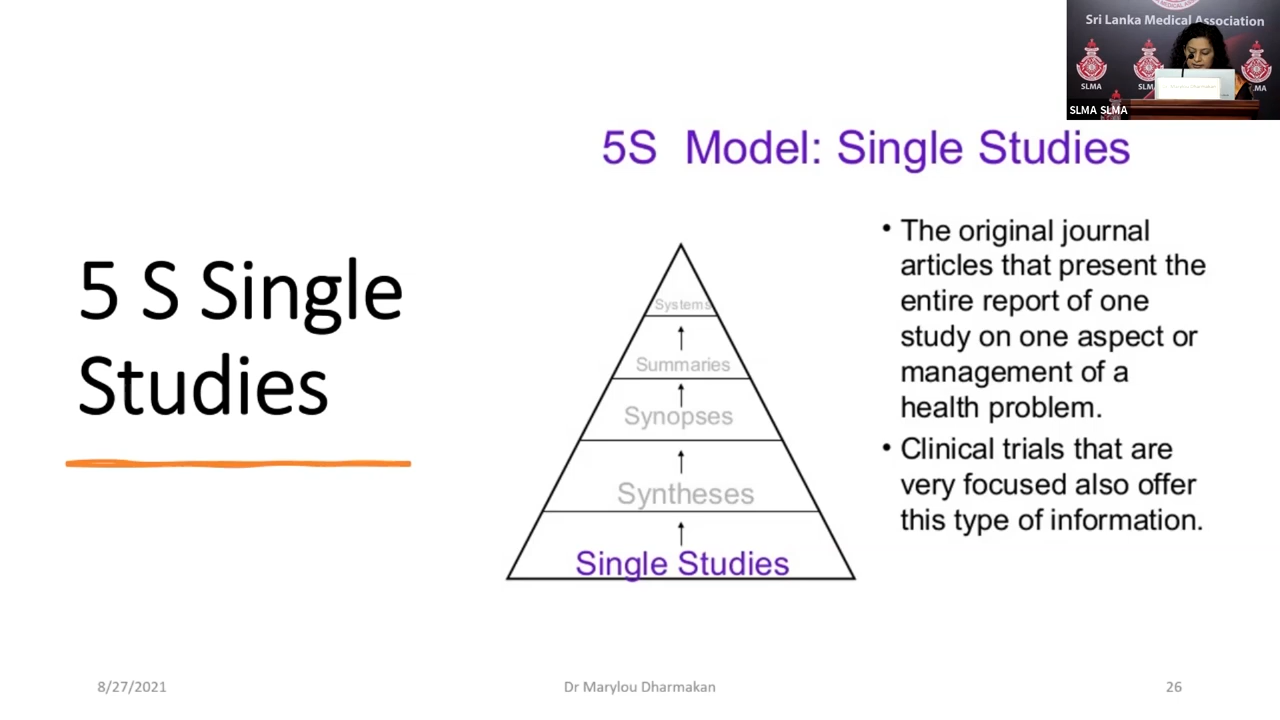 Sri Lanka Medical Association
SLMA
SLMA SLMA
5S Model: Single Studies
5 S Single
Studies
Systems
Summaries
Synopses
Syntheses
Single Studies
• The original journal
articles that present the
entire report of one
study on one aspect or
management of a
health problem.
• Clinical trials that are
very focused also offer
this type of information.
8/27/2021
Dr Marylou Dharmakan
26